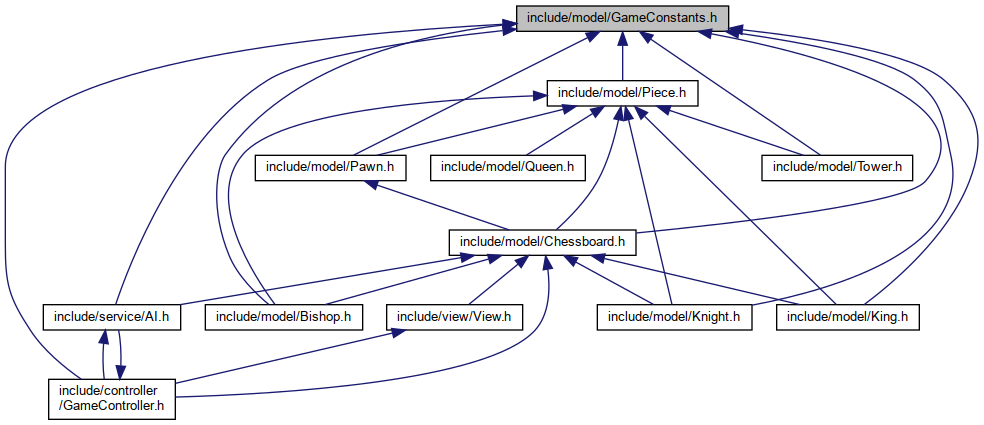 include/model/GameConstants.h
include/model/Piece.h
include/model/Pawn.h
include/model/Queen.h
include/model/Tower.h
include/model/Chessboard.h
include/service/AI.h
include/model/Bishop.h
include/view/View.h
include/model/Knight.h
include/model/King.h
include/controller
/GameController.h